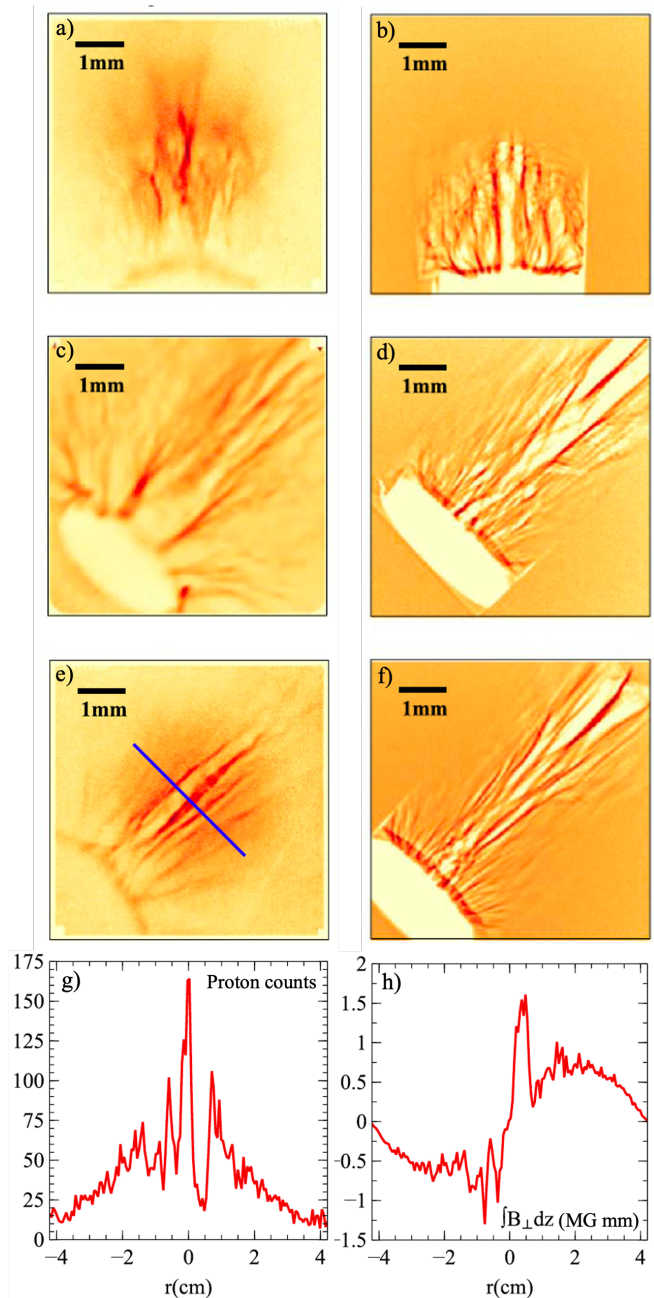 a)
1mm
b)
1mm
c)
1mm
d)
1mm
e)
1mm
f)
1mm
g)
Proton counts
175
150
125
100
75
50
25
0
−4
−2
0
2
4
r(cm)
h)
2
1.5
1
0.5
0
-0.5
-1
-1.5
∫B⊥dz (MG mm)
−4
−2
0
2
4
r(cm)